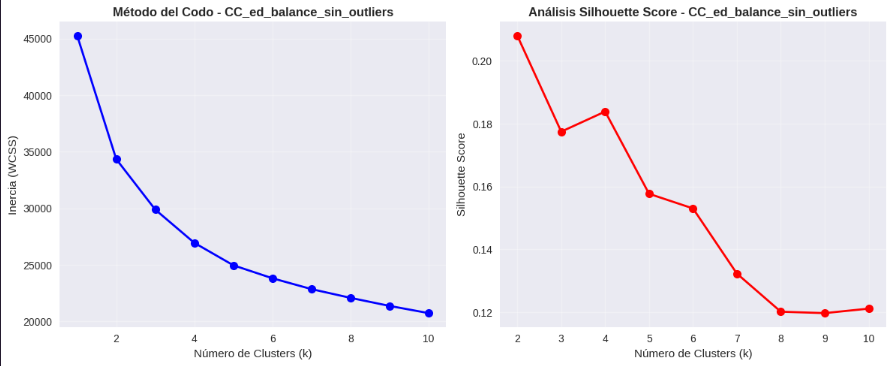 Método del Codo - CC_ed_balance_sin_outliers
45000
40000
35000
30000
25000
20000
Inercia (WCSS)
2 4 6 8 10
Número de Clusters (k)
Análisis Silhouette Score - CC_ed_balance_sin_outliers
0.20
0.18
0.16
0.14
0.12
Silhouette Score
2 3 4 5 6 7 8 9 10
Número de Clusters (k)